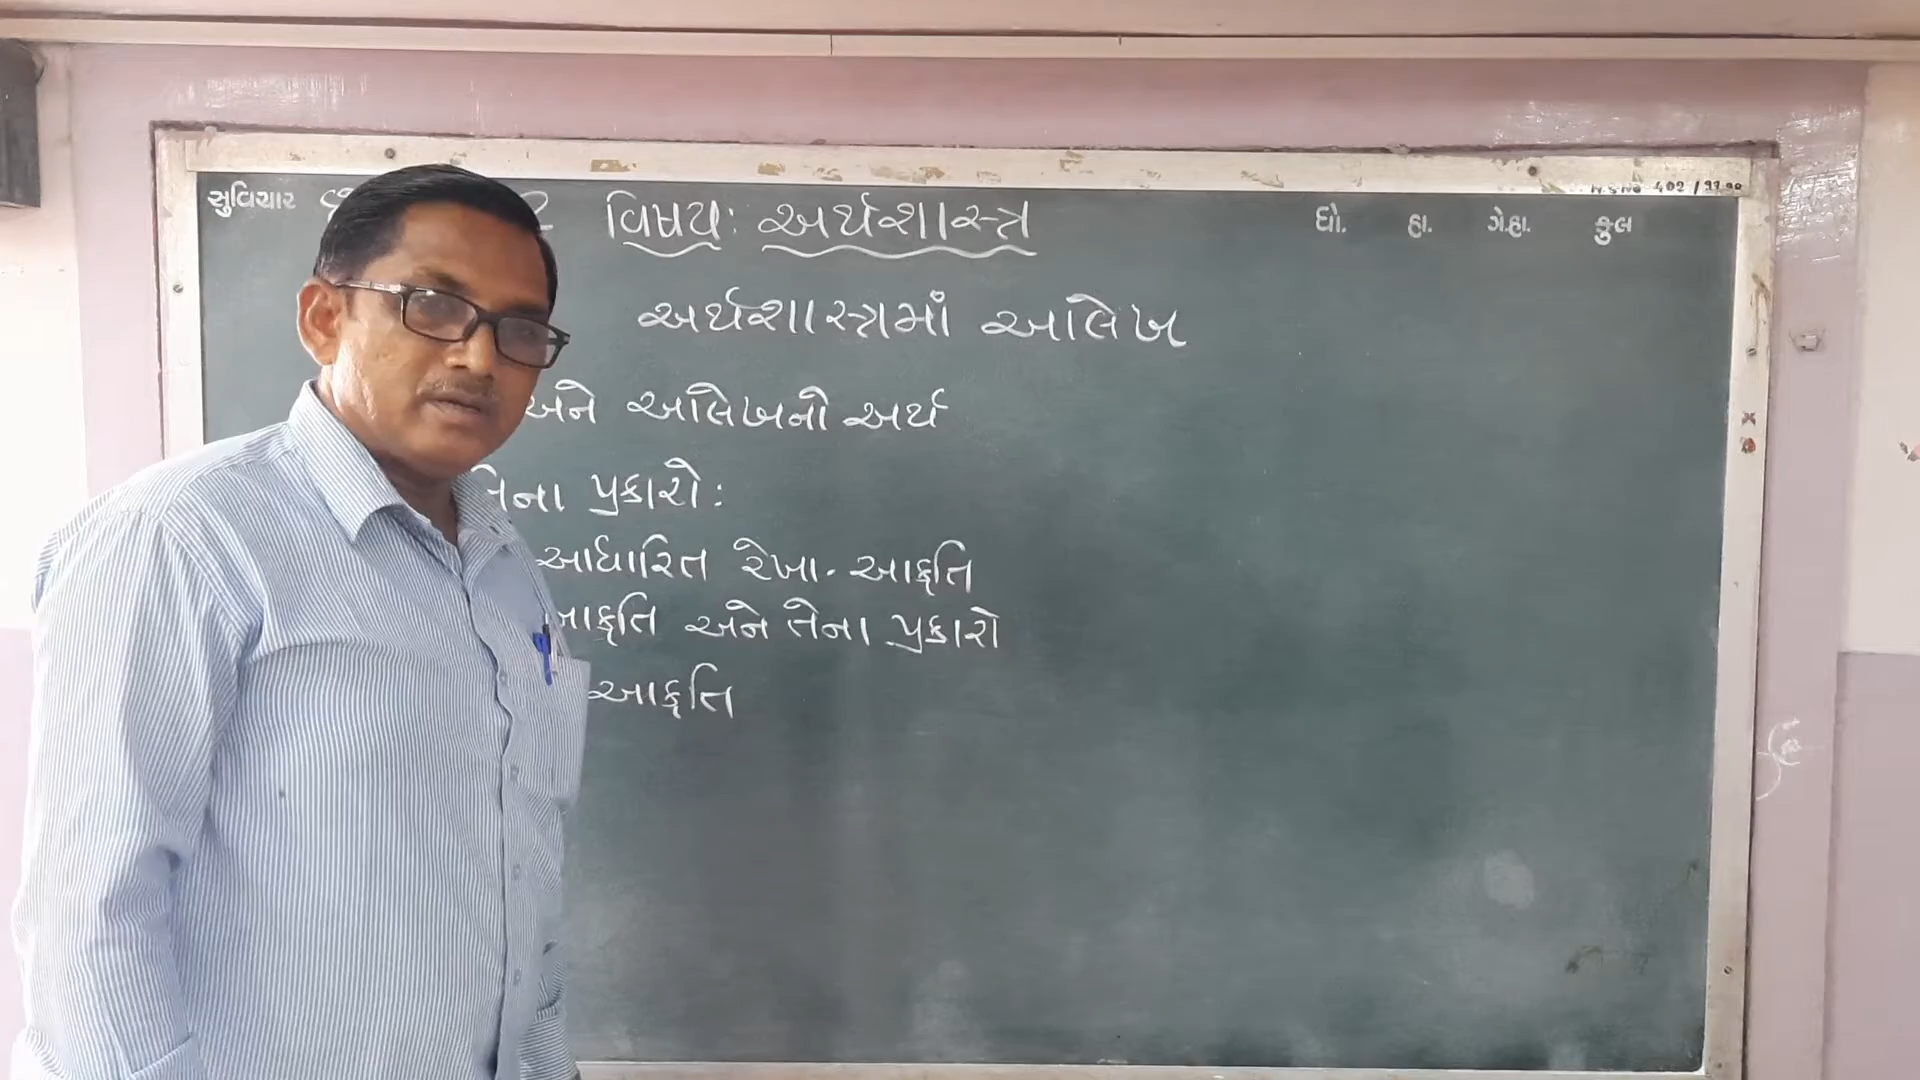 સુવિચાર વિષય: અર્થશાસ્ત્ર ધો. હા. ગે.હા. કુલ
અર્થશાસ્ત્રમાં આલેખ
અને આલેખનો અર્થ
તેના પ્રકારો:
આધારિત રેખા-આકૃતિ
આકૃતિ અને તેના પ્રકારો
આકૃતિ